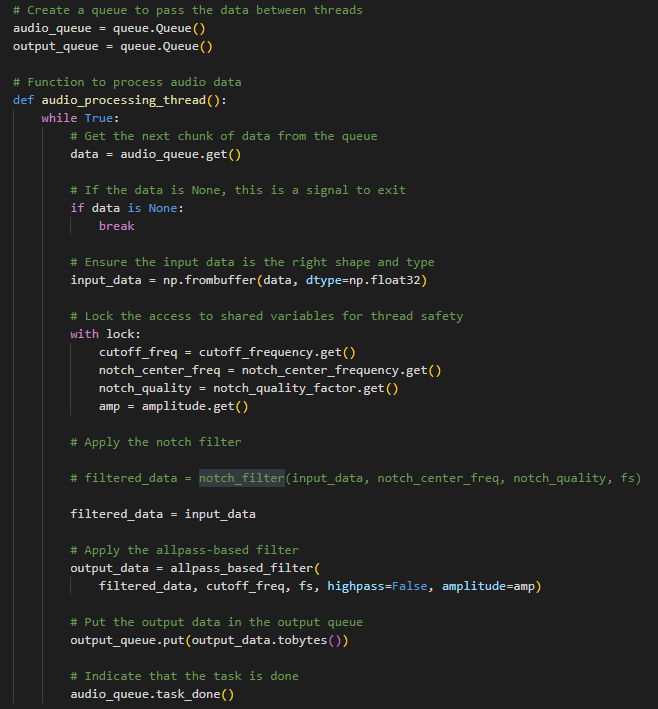 # Create a queue to pass the data between threads
audio_queue = queue.Queue()
output_queue = queue.Queue()
# Function to process audio data
def audio_processing_thread():
while True:
# Get the next chunk of data from the queue
data = audio_queue.get()
# If the data is None, this is a signal to exit
if data is None:
break
# Ensure the input data is the right shape and type
input_data = np.frombuffer(data, dtype=np.float32)
# Lock the access to shared variables for thread safety
with lock:
cutoff_freq = cutoff_frequency.get()
notch_center_freq = notch_center_frequency.get()
notch_quality = notch_quality_factor.get()
amp = amplitude.get()
# Apply the notch filter
# filtered_data = notch_filter(input_data, notch_center_freq, notch_quality, fs)
filtered_data = input_data
# Apply the allpass-based filter
output_data = allpass_based_filter(
filtered_data, cutoff_freq, fs, highpass=False, amplitude=amp)
# Put the output data in the output queue
output_queue.put(output_data.tobytes())
# Indicate that the task is done
audio_queue.task_done()